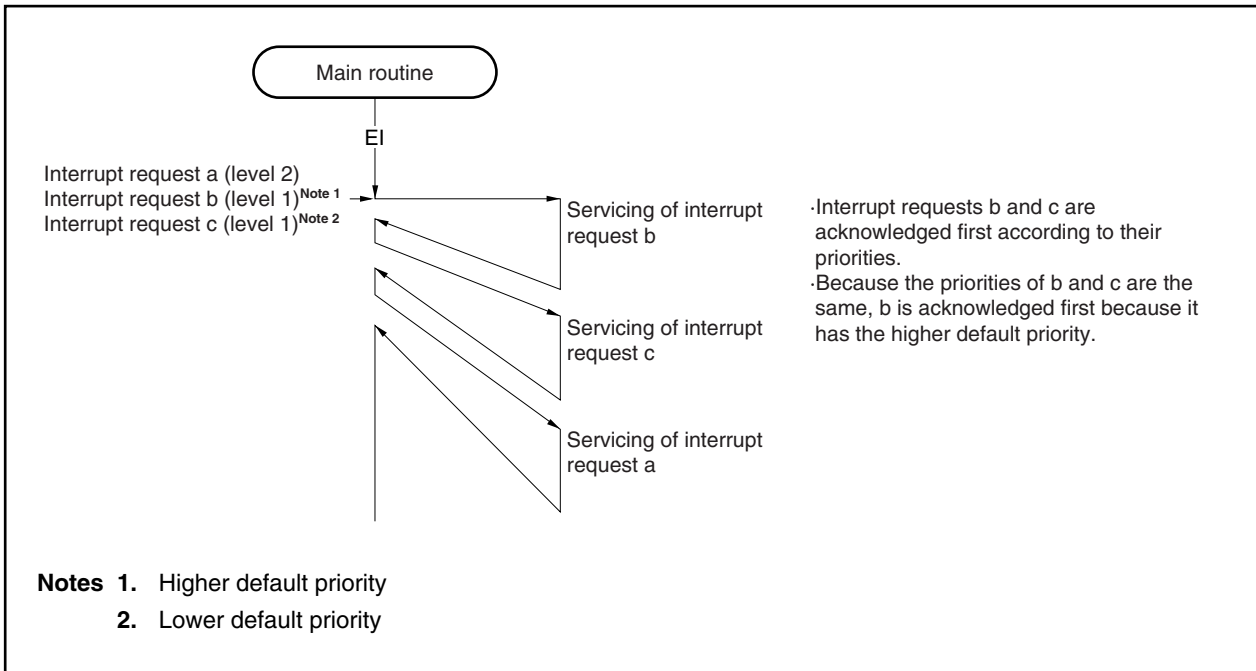 Main routine
EI
Interrupt request a (level 2)
Interrupt request b (level 1)Note 1
Interrupt request c (level 1)Note 2
Servicing of interrupt
request b
·Interrupt requests b and c are
acknowledged first according to their
priorities.
·Because the priorities of b and c are the
same, b is acknowledged first because it
has the higher default priority.
Servicing of interrupt
request c
Servicing of interrupt
request a
Notes 1. Higher default priority
2. Lower default priority